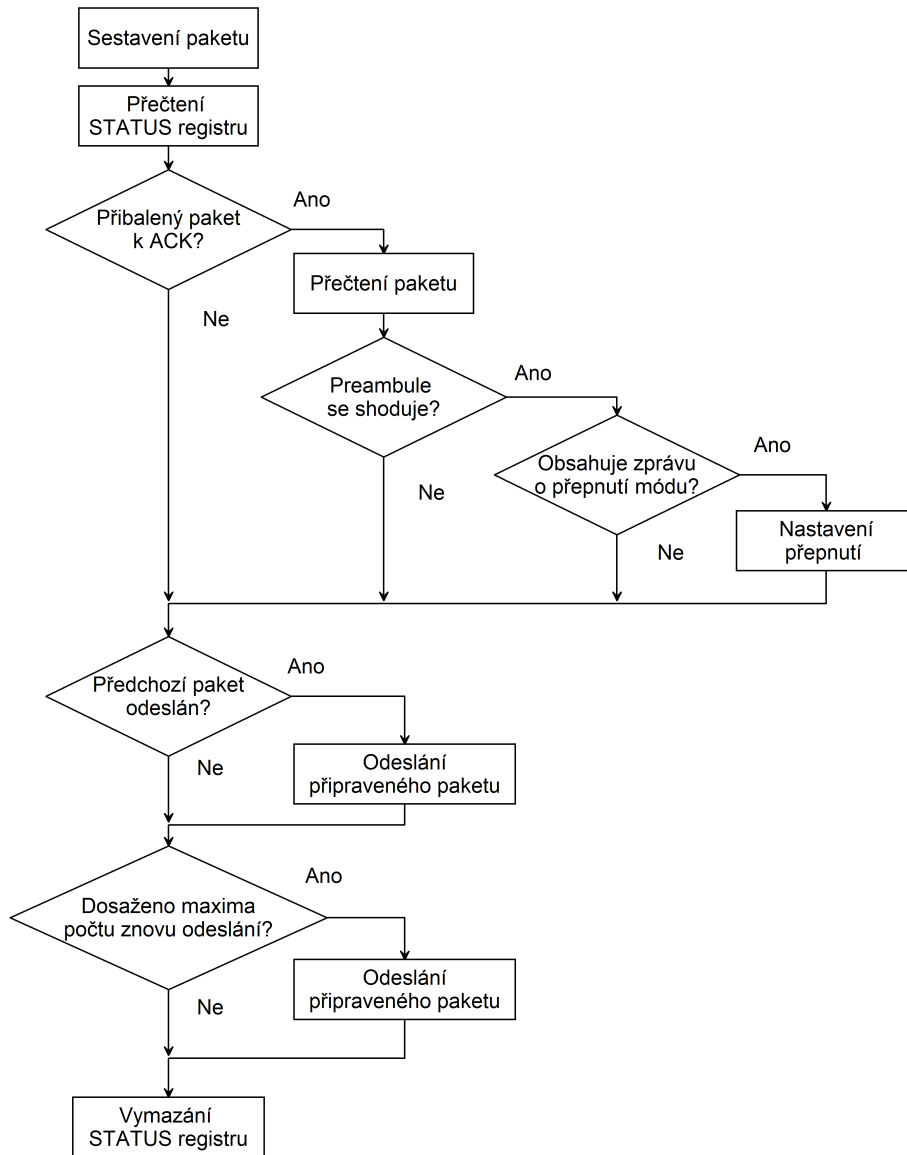 Sestavení paketu
Přečtení
STATUS registru
Přibalený paket
k ACK?
Ano
Ne
Přečtení paketu
Preambule
se shoduje?
Ano
Ne
Obsahuje zprávu
o přepnutí módu?
Ano
Ne
Nastavení
přepnutí
Předchozí paket
odeslán?
Ano
Ne
Odeslání
připraveného paketu
Dosaženo maxima
počtu znovu odeslání?
Ano
Ne
Odeslání
připraveného paketu
Vymazání
STATUS registru